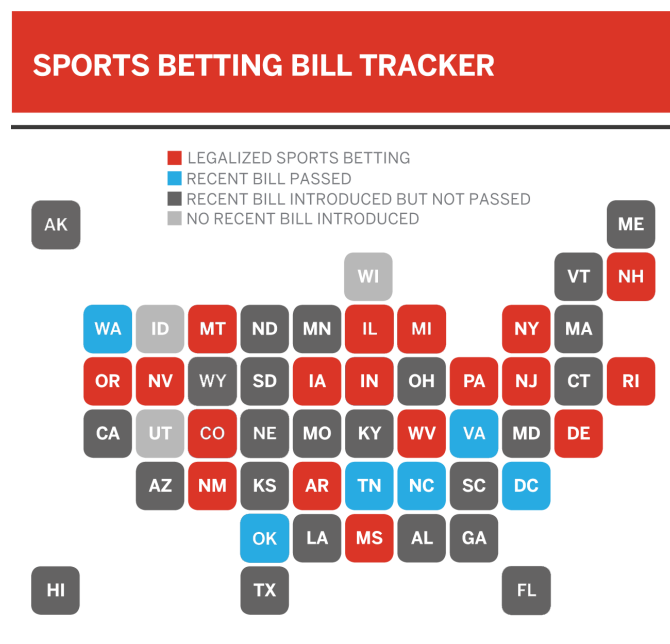 SPORTS BETTING BILL TRACKER
LEGALIZED SPORTS BETTING
RECENT BILL PASSED
RECENT BILL INTRODUCED BUT NOT PASSED
NO RECENT BILL INTRODUCED
AK ME
WI VT NH
WA ID MT ND MN IL MI NY MA
OR NV WY SD IA IN OH PA NJ CT RI
CA UT CO NE MO KY WV VA MD DE
AZ NM KS AR TN NC SC DC
OK LA MS AL GA
HI TX FL